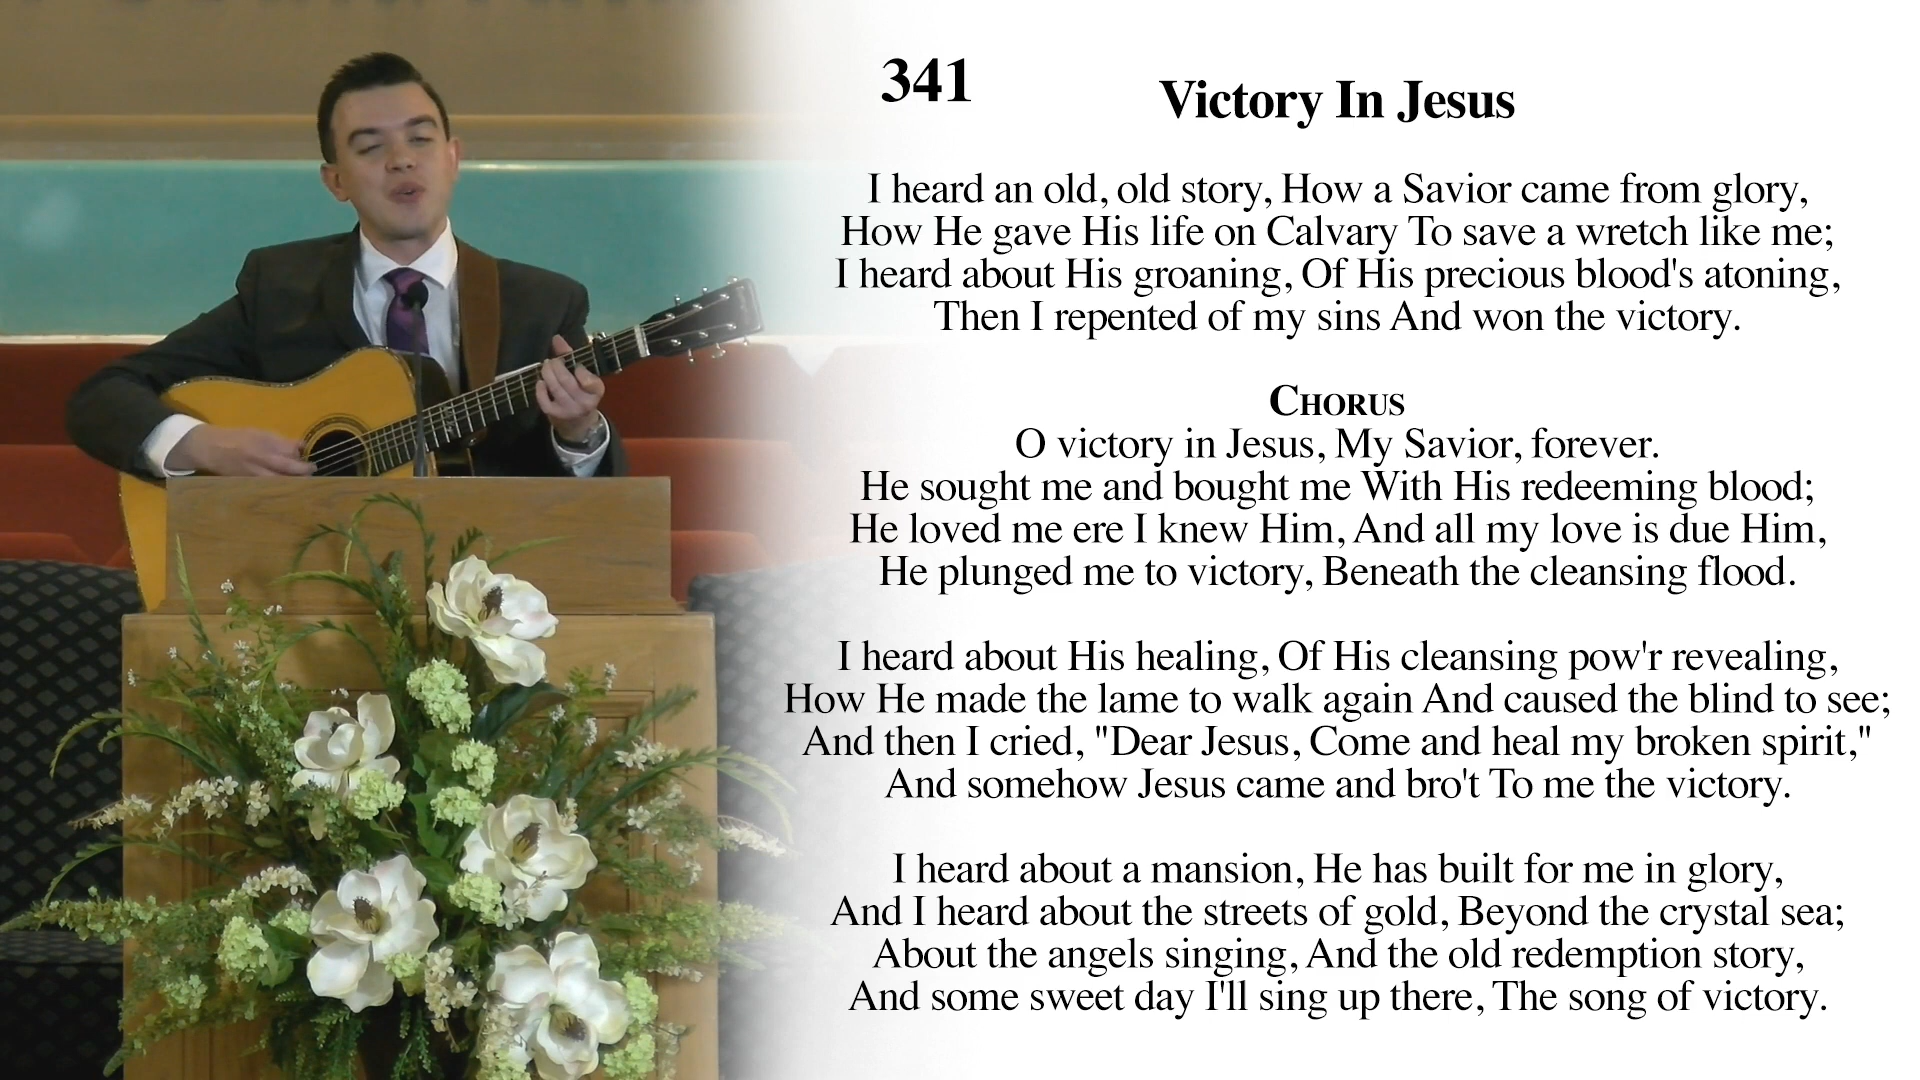 341
Victory In Jesus
I heard an old, old story, How a Savior came from glory,
How He gave His life on Calvary To save a wretch like me;
I heard about His groaning, Of His precious blood's atoning,
Then I repented of my sins And won the victory.
CHORUS
O victory in Jesus, My Savior, forever.
He sought me and bought me With His redeeming blood;
He loved me ere I knew Him, And all my love is due Him,
He plunged me to victory, Beneath the cleansing flood.
I heard about His healing, Of His cleansing pow'r revealing,
How He made the lame to walk again And caused the blind to see;
And then I cried, "Dear Jesus, Come and heal my broken spirit,"
And somehow Jesus came and bro't To me the victory.
I heard about a mansion, He has built for me in glory,
And I heard about the streets of gold, Beyond the crystal sea;
About the angels singing, And the old redemption story,
And some sweet day I'll sing up there, The song of victory.